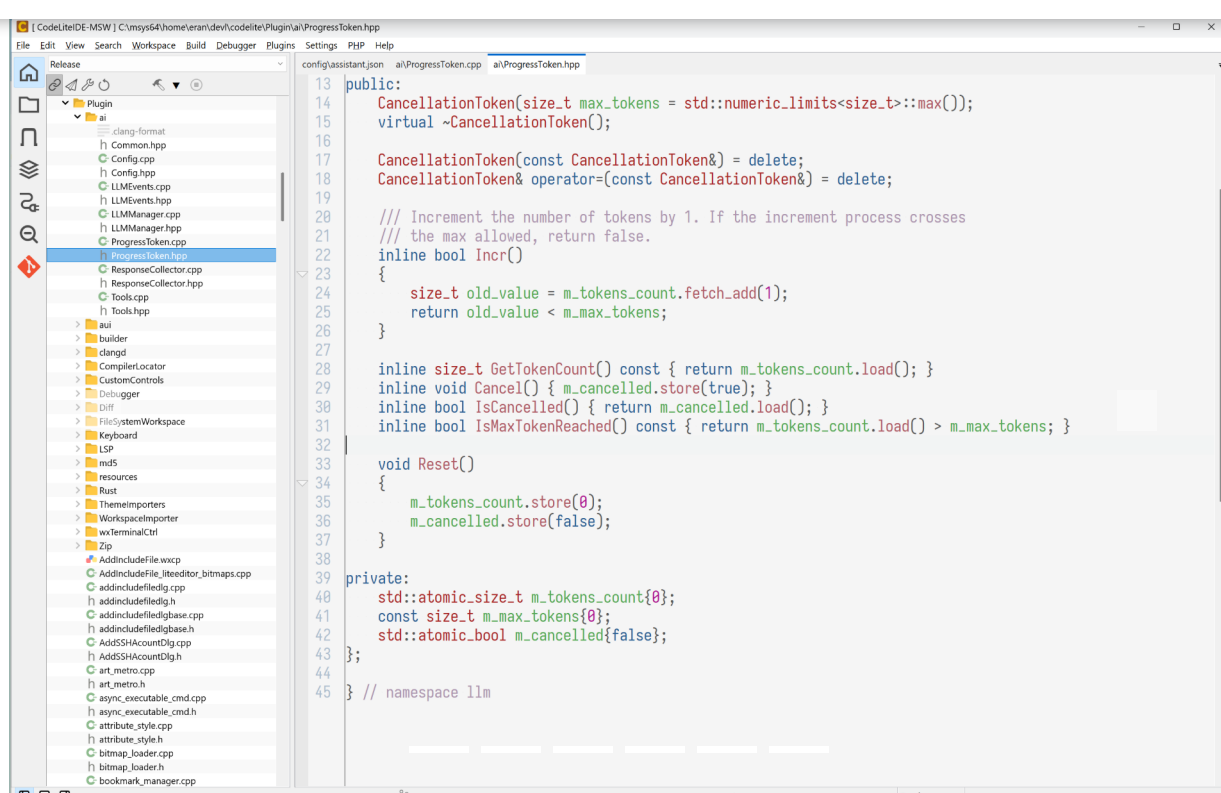 [ CodeLiteIDE-MSW ] C:\msys64\home\eran\devl\codelite\Plugin\ai\ProgressToken.hpp
File Edit View Search Workspace Build Debugger Plugins Settings PHP Help
Release
config\assistant.json ai\ProgressToken.cpp ai\ProgressToken.hpp
Plugin
ai
.clang-format
Common.hpp
Config.cpp
Config.hpp
LLMEvents.cpp
LLMEvents.hpp
LLMManager.cpp
LLMManager.hpp
ProgressToken.cpp
ProgressToken.hpp
ResponseCollector.cpp
ResponseCollector.hpp
Tools.cpp
Tools.hpp
aui
builder
clangd
CompilerLocator
CustomControls
Debugger
Diff
FileSystemWorkspace
Keyboard
LSP
md5
resources
Rust
ThemeImporters
WorkspaceImporter
wxTerminalCtrl
Zip
AddIncludeFile.wxcp
AddIncludeFile_liteeditor_bitmaps.cpp
addincludefiledlg.cpp
addincludefiledlg.h
addincludefiledlgbase.cpp
addincludefiledlgbase.h
AddSSHAcountDlg.cpp
AddSSHAcountDlg.h
art_metro.cpp
art_metro.h
async_executable_cmd.cpp
async_executable_cmd.h
attribute_style.cpp
attribute_style.h
bitmap_loader.cpp
bitmap_loader.h
bookmark_manager.cpp
13 public:
14 CancellationToken(size_t max_tokens = std::numeric_limits<size_t>::max());
15 virtual ~CancellationToken();
16
17 CancellationToken(const CancellationToken&) = delete;
18 CancellationToken& operator=(const CancellationToken&) = delete;
19
20 /// Increment the number of tokens by 1. If the increment process crosses
21 /// the max allowed, return false.
22 inline bool Incr()
23 {
24 size_t old_value = m_tokens_count.fetch_add(1);
25 return old_value < m_max_tokens;
26 }
27
28 inline size_t GetTokenCount() const { return m_tokens_count.load(); }
29 inline void Cancel() { m_cancelled.store(true); }
30 inline bool IsCancelled() { return m_cancelled.load(); }
31 inline bool IsMaxTokenReached() const { return m_tokens_count.load() > m_max_tokens; }
32
33 void Reset()
34 {
35 m_tokens_count.store(0);
36 m_cancelled.store(false);
37 }
38
39 private:
40 std::atomic_size_t m_tokens_count{0};
41 const size_t m_max_tokens{0};
42 std::atomic_bool m_cancelled{false};
43 };
44
45 } // namespace llm